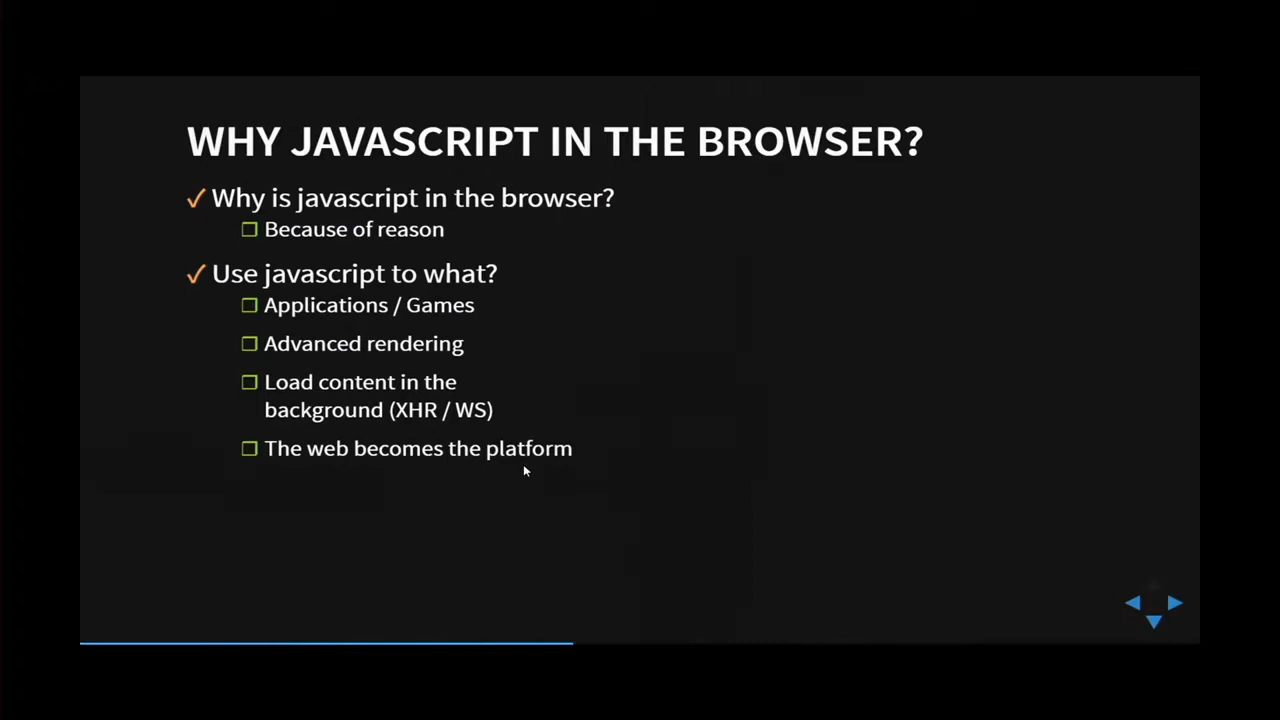 WHY JAVASCRIPT IN THE BROWSER?
Why is javascript in the browser?
Because of reason
Use javascript to what?
Applications / Games
Advanced rendering
Load content in the
background (XHR / WS)
The web becomes the platform